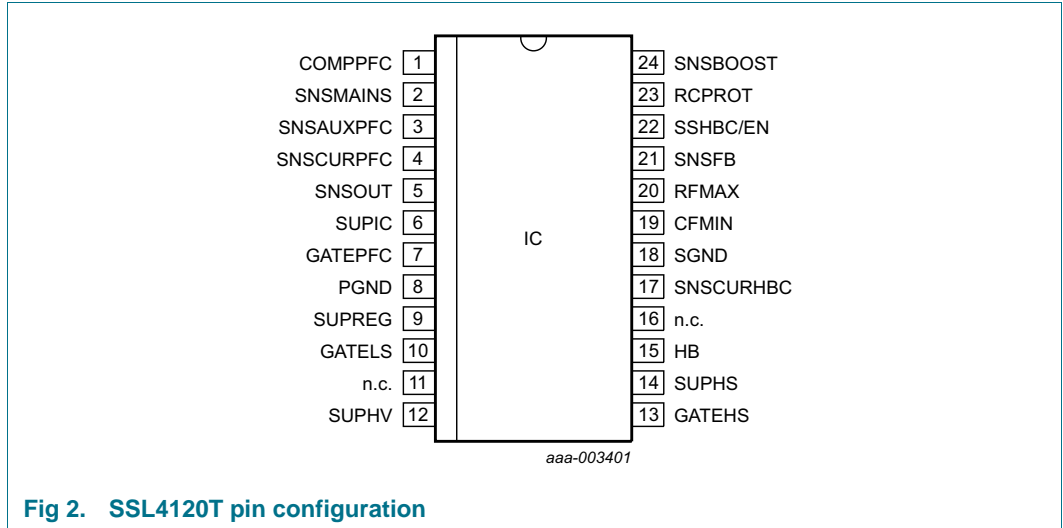 COMPPFC 1
SNSMAINS 2
SNSAUXPFC 3
SNSCURPFC 4
SNSOUT 5
SUPIC 6
GATEPFC 7
PGND 8
SUPREG 9
GATELS 10
n.c. 11
SUPHV 12
IC
24 SNSBOOST
23 RCPROT
22 SSHBC/EN
21 SNSFB
20 RFMAX
19 CFMIN
18 SGND
17 SNSCURHBC
16 n.c.
15 HB
14 SUPHS
13 GATEHS
aaa-003401
Fig 2. SSL4120T pin configuration